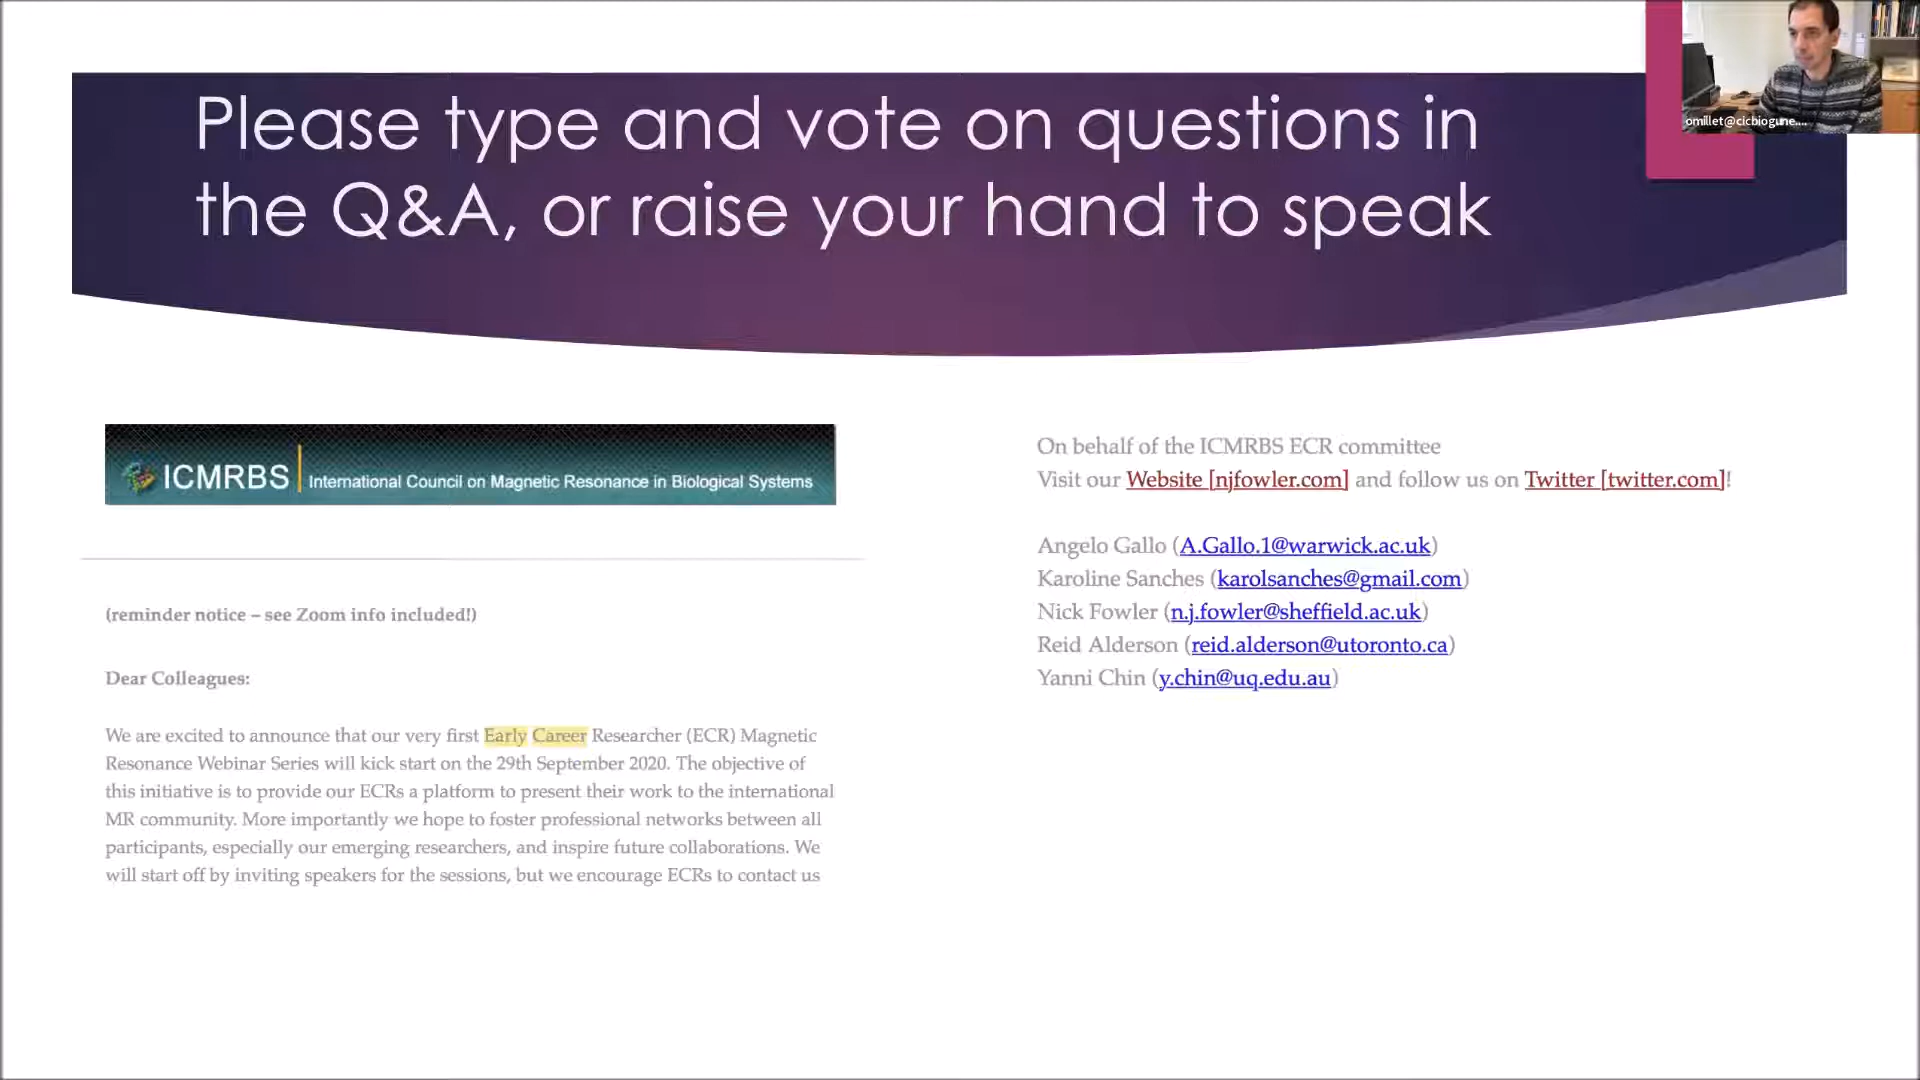 Please type and vote on questions in
the Q&A, or raise your hand to speak
omillet@cicbiogune....
ICMRBS International Council on Magnetic Resonance in Biological Systems
(reminder notice – see Zoom info included!)
Dear Colleagues:
We are excited to announce that our very first Early Career Researcher (ECR) Magnetic
Resonance Webinar Series will kick start on the 29th September 2020. The objective of
this initiative is to provide our ECRs a platform to present their work to the international
MR community. More importantly we hope to foster professional networks between all
participants, especially our emerging researchers, and inspire future collaborations. We
will start off by inviting speakers for the sessions, but we encourage ECRs to contact us
On behalf of the ICMRBS ECR committee
Visit our Website [njfowler.com] and follow us on Twitter [twitter.com]!
Angelo Gallo (A.Gallo.1@warwick.ac.uk)
Karoline Sanches (karolsanches@gmail.com)
Nick Fowler (n.j.fowler@sheffield.ac.uk)
Reid Alderson (reid.alderson@utoronto.ca)
Yanni Chin (y.chin@uq.edu.au)